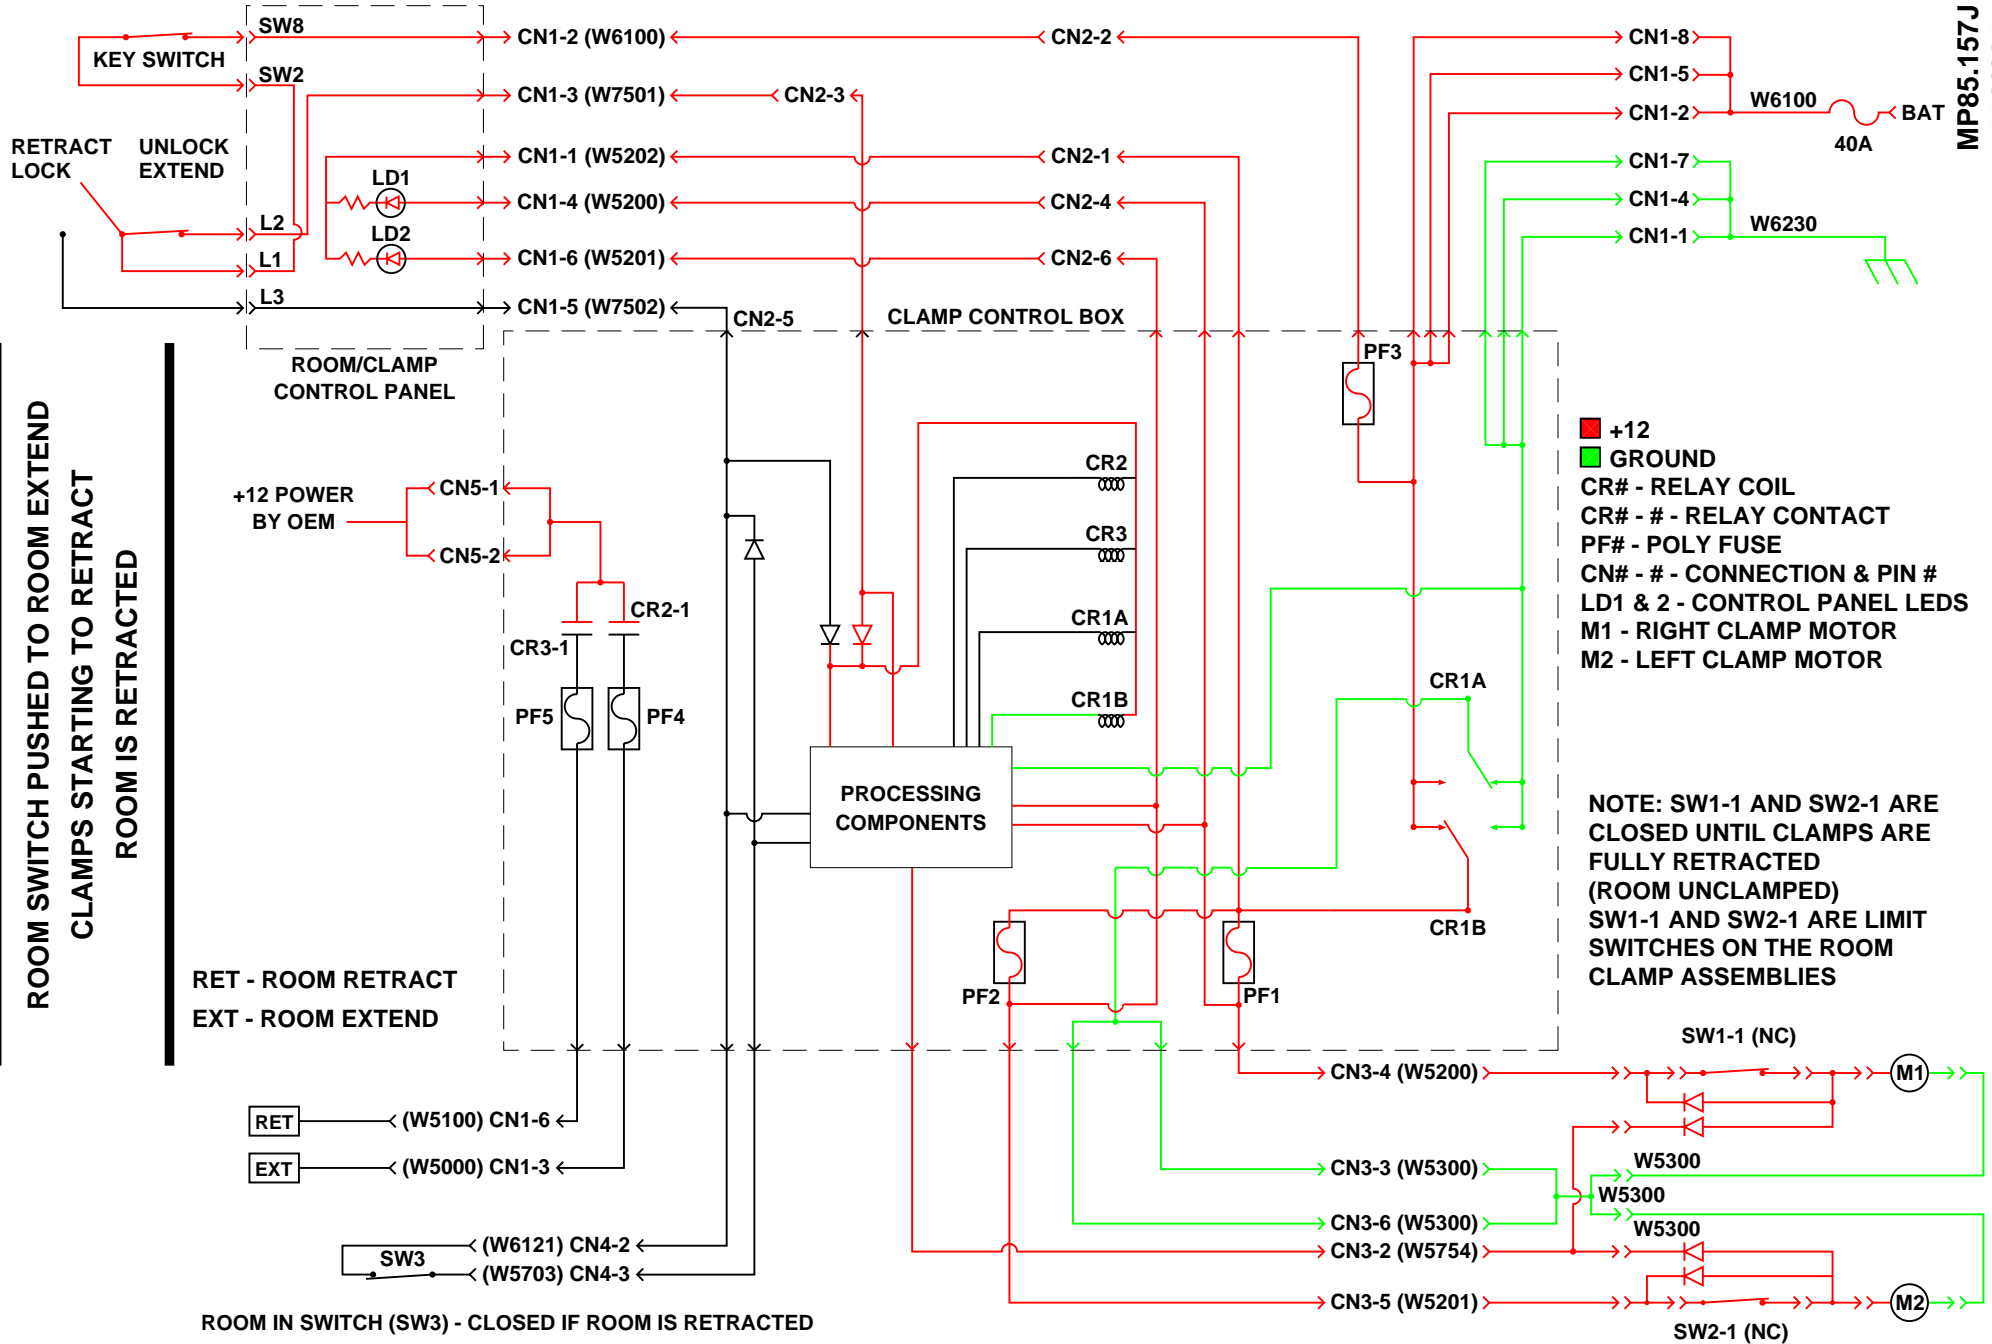 SW8
KEY SWITCH
SW2
CN1-2 (W6100)
CN2-2
CN1-3 (W7501)
CN2-3
CN1-1 (W5202)
CN2-1
LD1
CN1-4 (W5200)
CN2-4
LD2
CN1-6 (W5201)
CN2-6
CN1-5 (W7502)
CN2-5
RETRACT
LOCK
UNLOCK
EXTEND
L2
L1
L3
ROOM/CLAMP
CONTROL PANEL
CLAMP CONTROL BOX
CN1-8
CN1-5
CN1-2
W6100
40A
BAT
CN1-7
CN1-4
CN1-1
W6230
MP85.157J
ROOM SWITCH PUSHED TO ROOM EXTEND
CLAMPS STARTING TO RETRACT
ROOM IS RETRACTED
PF3
+12 POWER
BY OEM
CN5-1
CN5-2
CR3-1
CR2-1
PF5
PF4
CR2
CR3
CR1A
CR1B
PROCESSING
COMPONENTS
CR1A
CR1B
PF2
PF1
+12
GROUND
CR# - RELAY COIL
CR# - # - RELAY CONTACT
PF# - POLY FUSE
CN# - # - CONNECTION & PIN #
LD1 & 2 - CONTROL PANEL LEDS
M1 - RIGHT CLAMP MOTOR
M2 - LEFT CLAMP MOTOR
NOTE: SW1-1 AND SW2-1 ARE
CLOSED UNTIL CLAMPS ARE
FULLY RETRACTED
(ROOM UNCLAMPED)
SW1-1 AND SW2-1 ARE LIMIT
SWITCHES ON THE ROOM
CLAMP ASSEMBLIES
RET - ROOM RETRACT
EXT - ROOM EXTEND
RET
(W5100) CN1-6
EXT
(W5000) CN1-3
SW3
(W6121) CN4-2
(W5703) CN4-3
ROOM IN SWITCH (SW3) - CLOSED IF ROOM IS RETRACTED
SW1-1 (NC)
CN3-4 (W5200)
M1
CN3-3 (W5300)
W5300
W5300
CN3-6 (W5300)
W5300
CN3-2 (W5754)
CN3-5 (W5201)
M2
SW2-1 (NC)